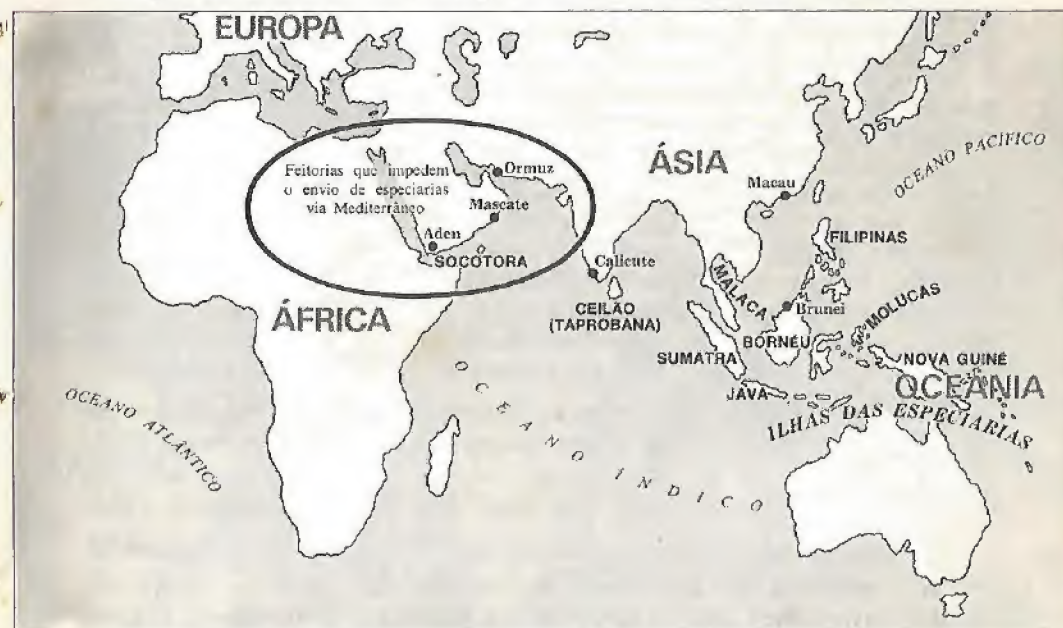 EUROPA
ÁSIA
OCEANO PACÍFICO
Feitorias que impedem
o envio de especiarias
via Mediterrâneo
Ormuz
Mascate
Aden
SOCOTORA
Macau
Calicute
CEILÃO
(TAPROBANA)
FILIPINAS
MALACA
Brunei
MOLUCAS
BORNÉU
SUMATRA
NOVA GUINÉ
JAVA
OCEÂNIA
ILHAS DAS ESPECIARIAS
ÁFRICA
OCEANO ATLÂNTICO
OCEANO ÍNDICO